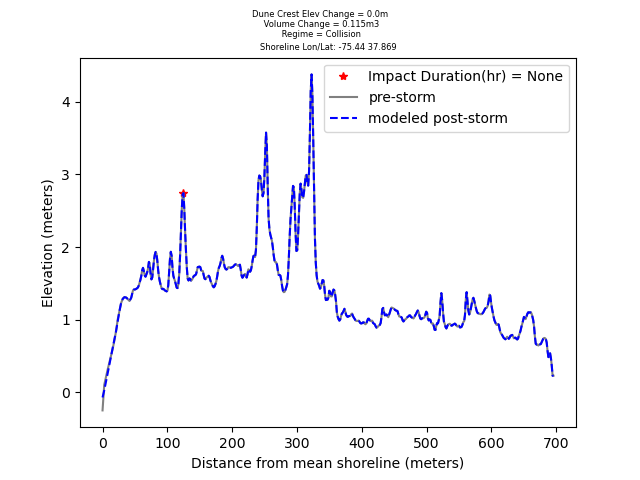 Dune Crest Elev Change = 0.0m
Volume Change = 0.115m3
Regime = Collision
Shoreline Lon/Lat: -75.44 37.869
Impact Duration(hr) = None
pre-storm
modeled post-storm
Elevation (meters)
4
3
2
1
0
0 100 200 300 400 500 600 700
Distance from mean shoreline (meters)